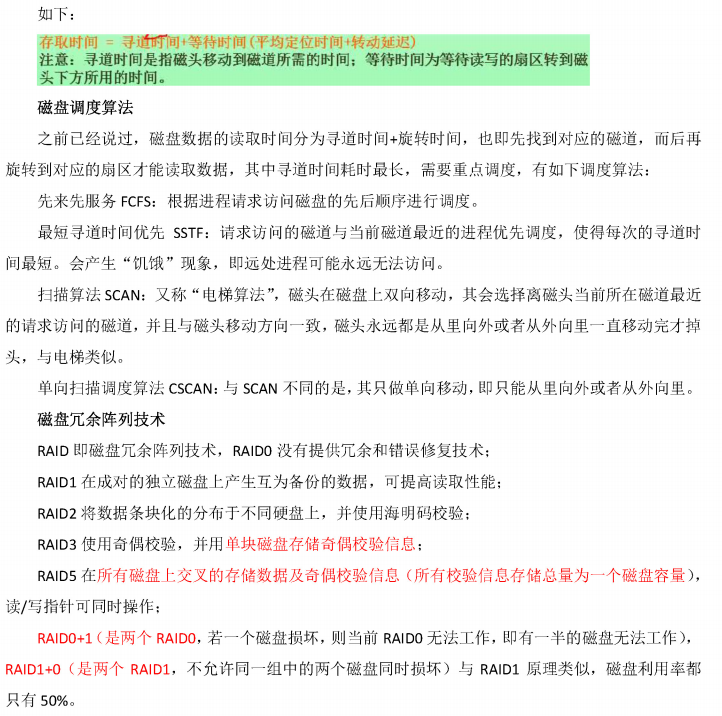 如下：
存取时间 = 寻道时间+等待时间(平均定位时间+转动延迟)
注意：寻道时间是指磁头移动到磁道所需的时间；等待时间为等待读写的扇区转到磁
头下方所用的时间。
磁盘调度算法
之前已经说过，磁盘数据的读取时间分为寻道时间+旋转时间，也即先找到对应的磁道，而后再
旋转到对应的扇区才能读取数据，其中寻道时间耗时最长，需要重点调度，有如下调度算法：
先来先服务 FCFS：根据进程请求访问磁盘的先后顺序进行调度。
最短寻道时间优先 SSTF：请求访问的磁道与当前磁道最近的进程优先调度，使得每次的寻道时
间最短。会产生“饥饿”现象，即远处进程可能永远无法访问。
扫描算法 SCAN：又称“电梯算法”，磁头在磁盘上双向移动，其会选择离磁头当前所在磁道最近
的请求访问的磁道，并且与磁头移动方向一致，磁头永远都是从里向外或者从外向里一直移动完才掉
头，与电梯类似。
单向扫描调度算法 CSCAN：与 SCAN 不同的是，其只做单向移动，即只能从里向外或者从外向里。
磁盘冗余阵列技术
RAID 即磁盘冗余阵列技术，RAID0 没有提供冗余和错误修复技术；
RAID1 在成对的独立磁盘上产生互为备份的数据，可提高读取性能；
RAID2 将数据条块化的分布于不同硬盘上，并使用海明码校验；
RAID3 使用奇偶校验，并用单块磁盘存储奇偶校验信息；
RAID5 在所有磁盘上交叉的存储数据及奇偶校验信息（所有校验信息存储总量为一个磁盘容量），
读/写指针可同时操作；
RAID0+1（是两个 RAID0，若一个磁盘损坏，则当前 RAID0 无法工作，即有一半的磁盘无法工作），
RAID1+0（是两个 RAID1，不允许同一组中的两个磁盘同时损坏）与 RAID1 原理类似，磁盘利用率都
只有 50%。